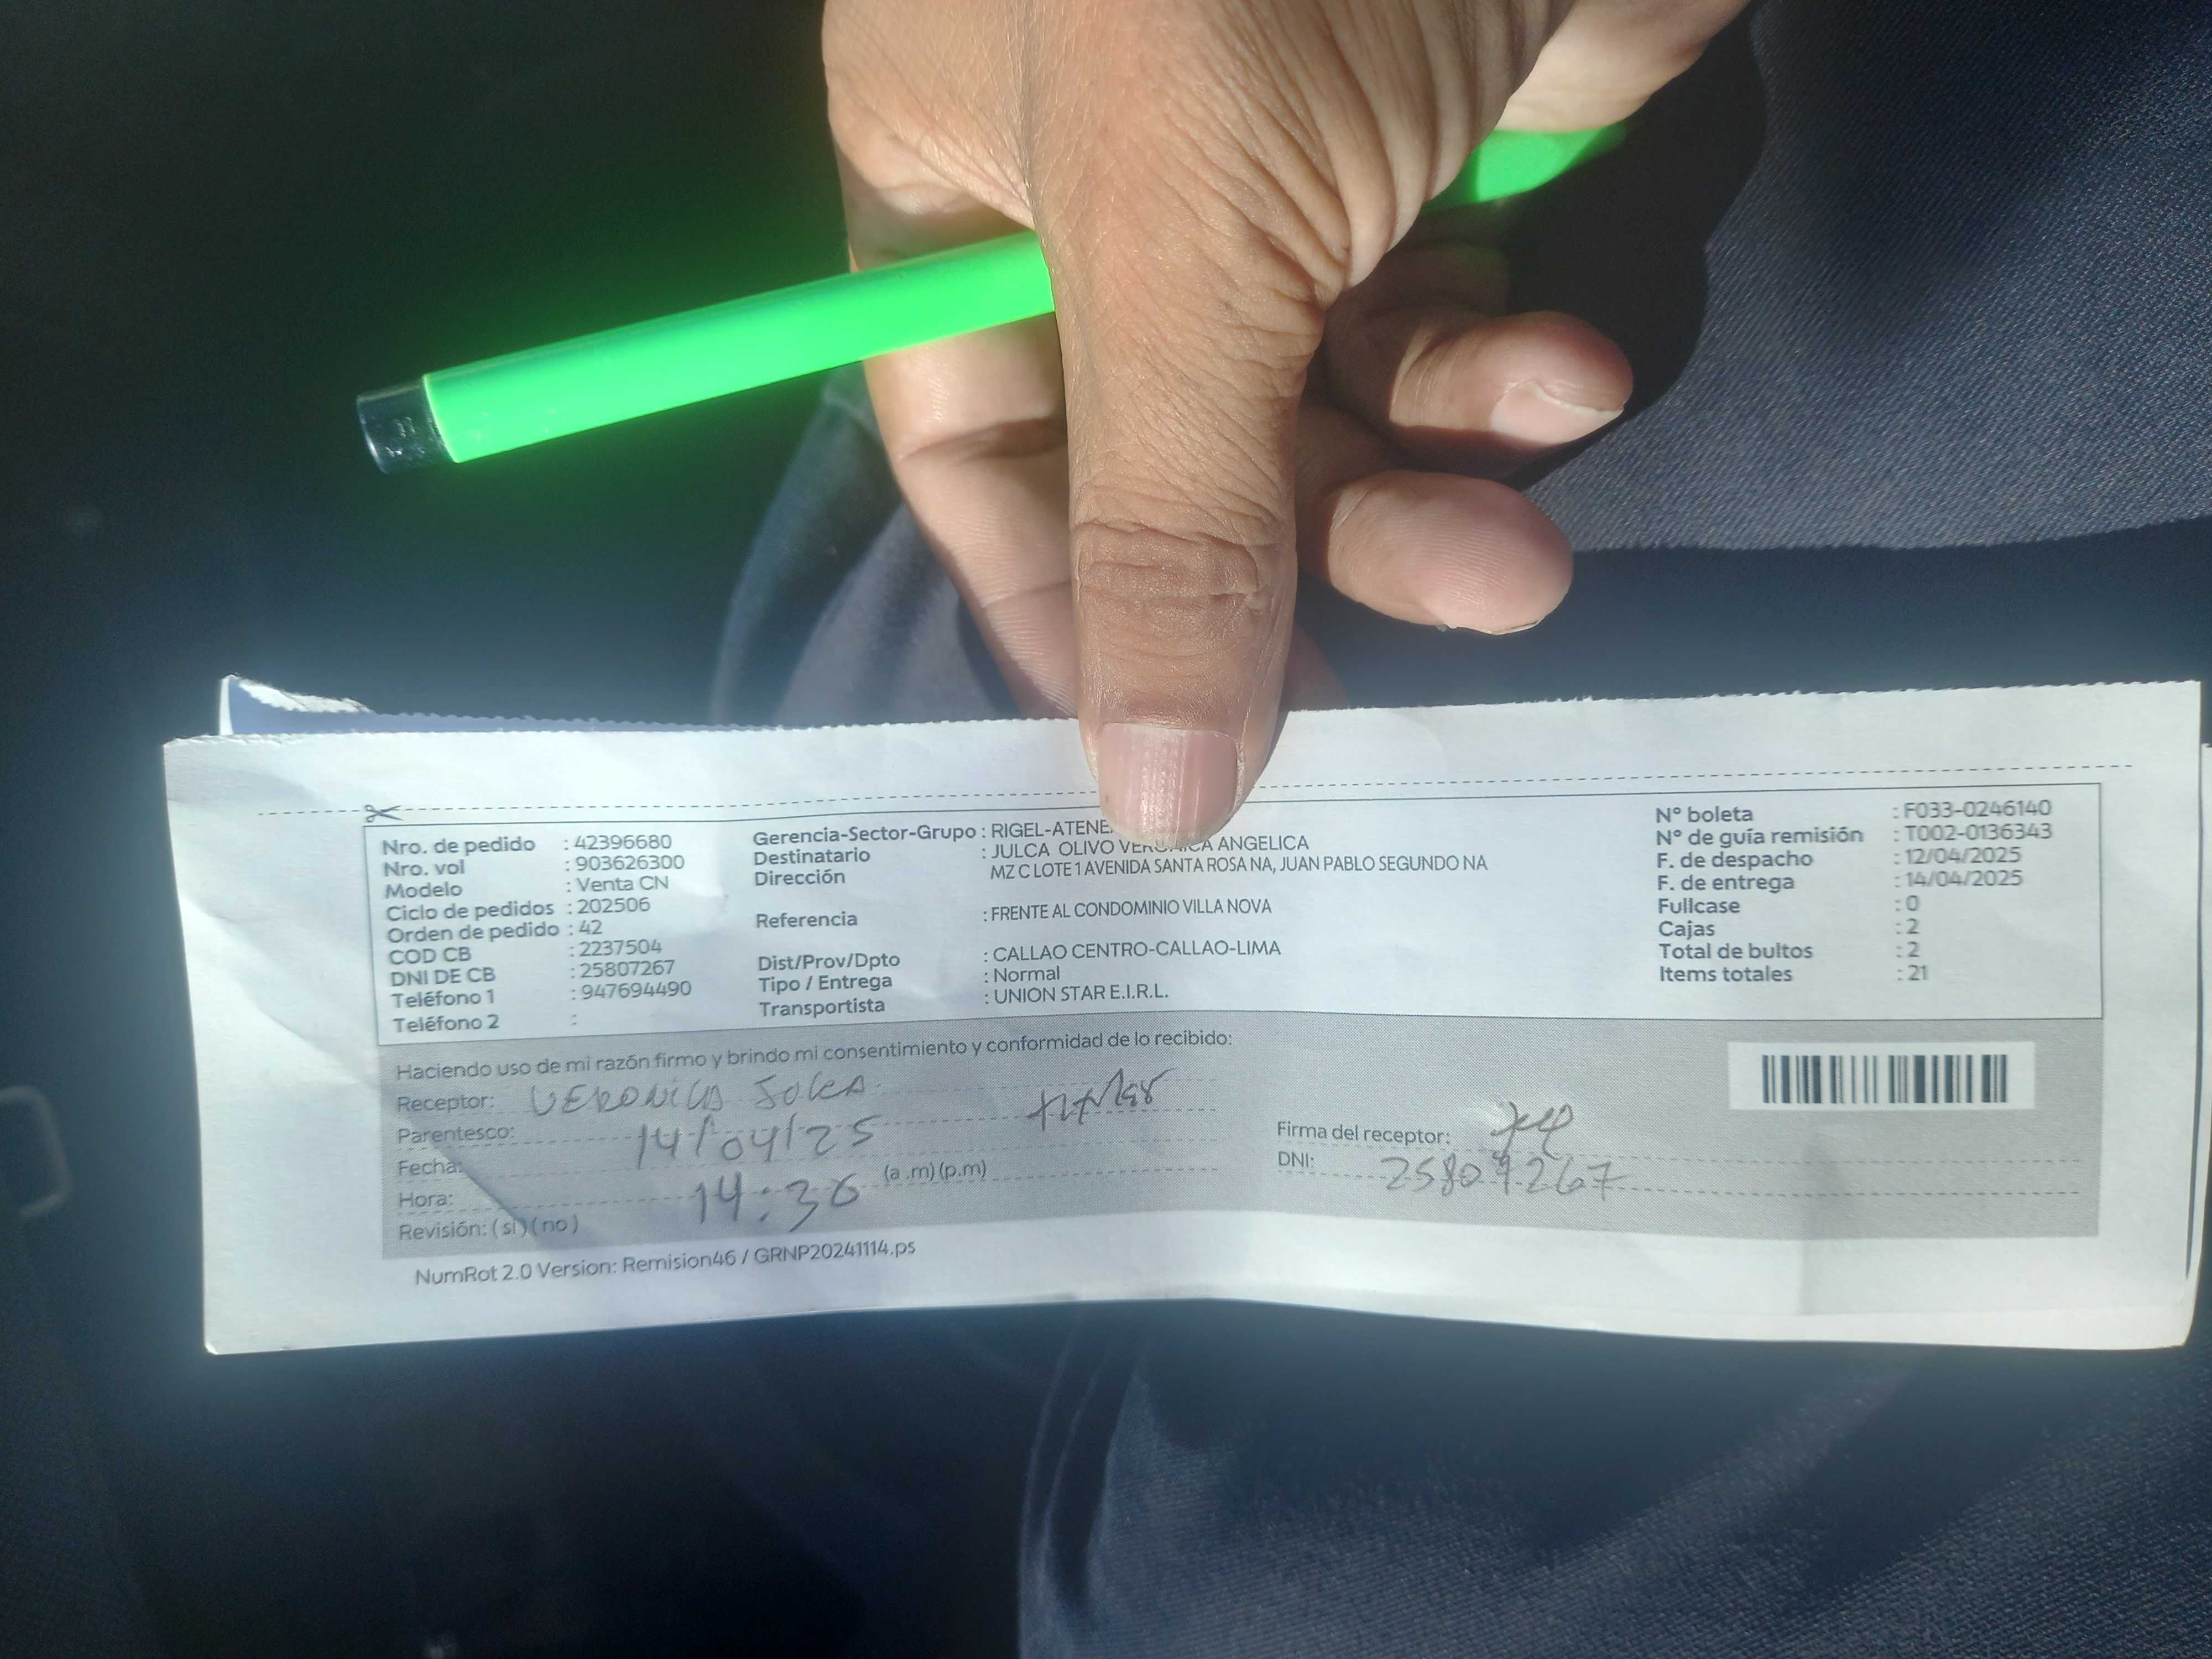 Nro. de pedido : 42396680
Nro. vol : 903626300
Modelo : Venta CN
Ciclo de pedidos : 202506
Orden de pedido : 42
COD CB : 2237504
DNI DE CB : 25807267
Teléfono 1 : 947694490
Teléfono 2 :
Gerencia-Sector-Grupo : RIGEL-ATENE
Destinatario : JULCA OLIVO VERONICA ANGELICA
Dirección MZ C LOTE 1 AVENIDA SANTA ROSA NA, JUAN PABLO SEGUNDO NA
Referencia : FRENTE AL CONDOMINIO VILLA NOVA
Dist/Prov/Dpto : CALLAO CENTRO-CALLAO-LIMA
Tipo / Entrega : Normal
Transportista : UNION STAR E.I.R.L.
Nº boleta : F033-0246140
Nº de guía remisión : T002-0136343
F. de despacho : 12/04/2025
F. de entrega : 14/04/2025
Fullcase : 0
Cajas : 2
Total de bultos : 2
Items totales : 21
Haciendo uso de mi razón firmo y brindo mi consentimiento y conformidad de lo recibido:
Receptor: VERONICA JULCA.
Parentesco:
Fecha: 14/04/25
Hora: 14:30 (a .m) (p.m)
Revisión: ( si ) ( no )
Firma del receptor:
DNI: 25807267
NumRot 2.0 Version: Remision46 / GRNP20241114.ps